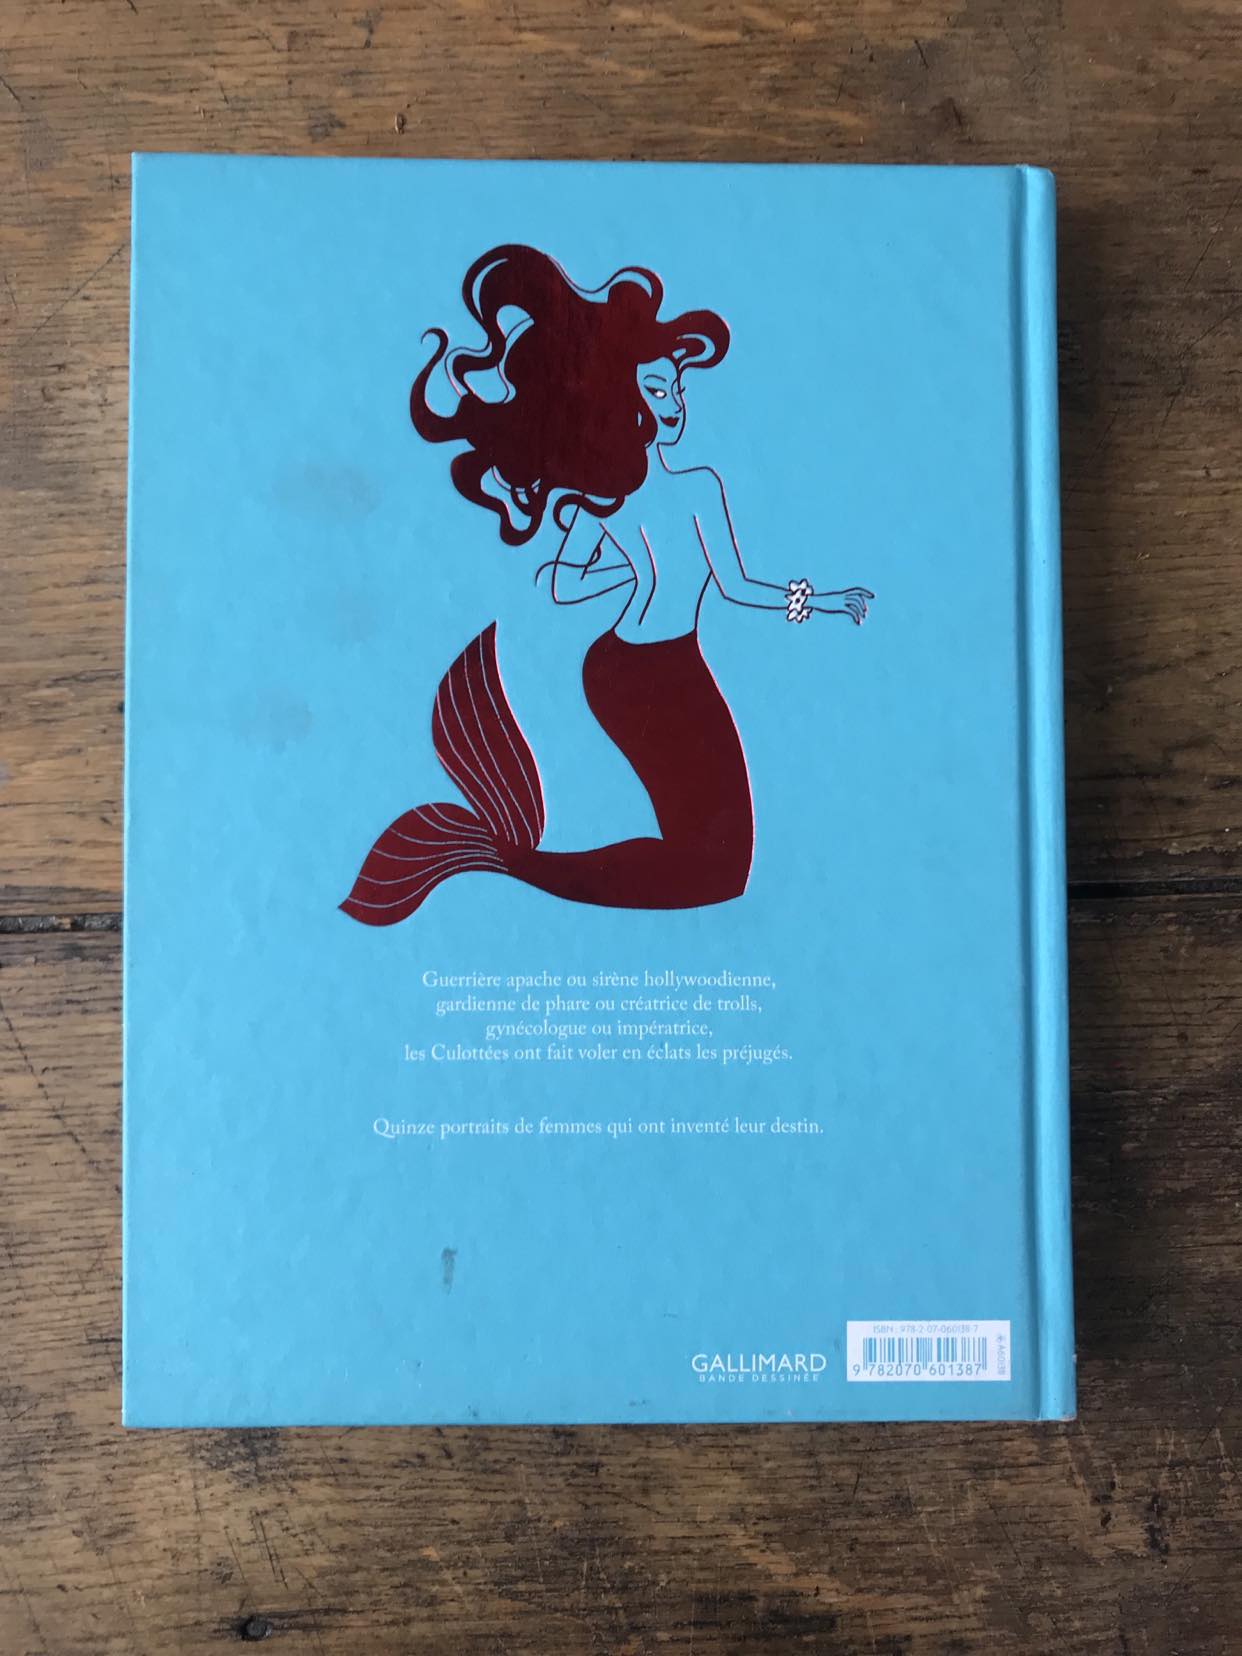 Guerrière apache ou sirène hollywoodienne,
gardienne de phare ou créatrice de trolls,
gynécologue ou impératrice,
les Culottées ont fait voler en éclats les préjugés.
Quinze portraits de femmes qui ont inventé leur destin.
GALLIMARD
BANDE DESSINÉE
ISBN : 978-2-07-060138-7
9 782070 601387
A60138